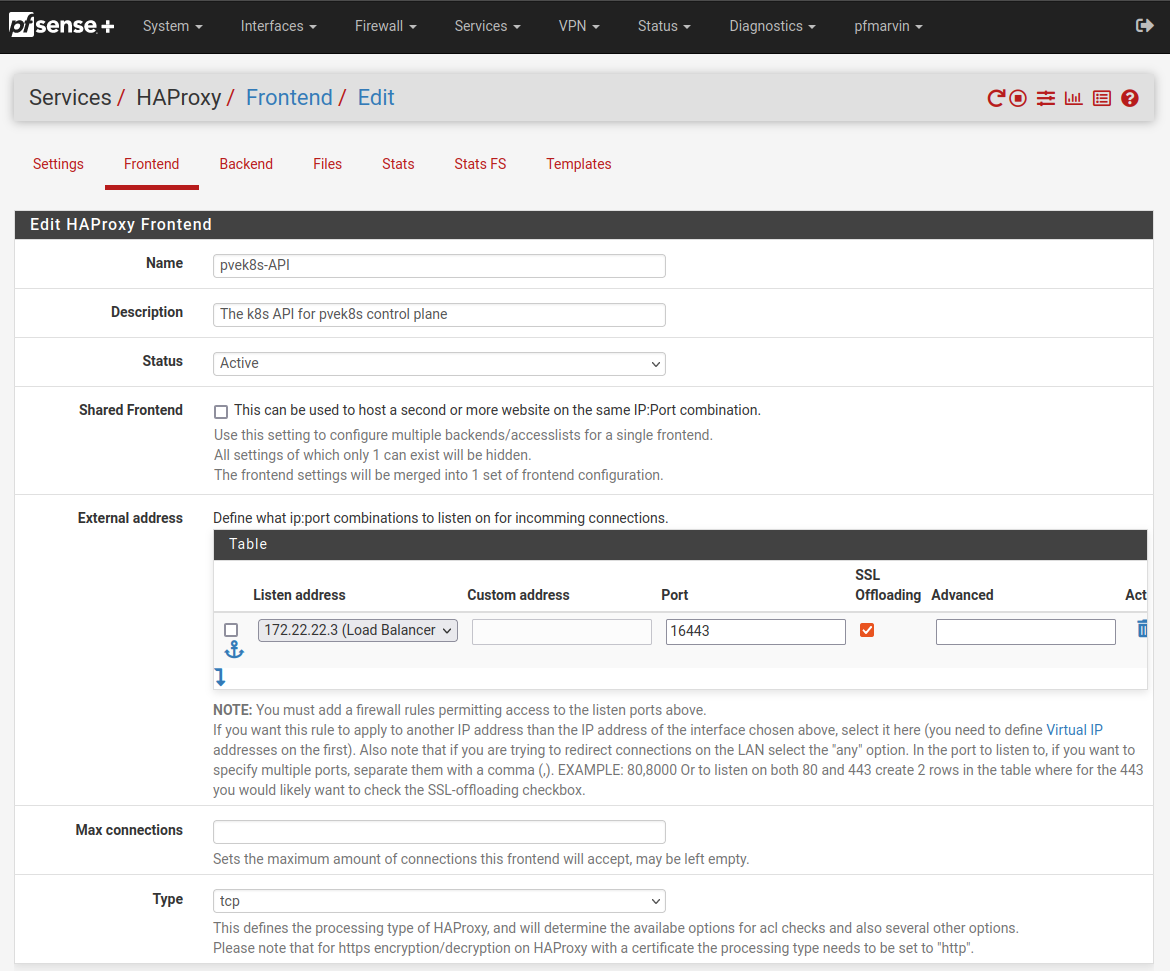 pfsense +
System
Interfaces
Firewall
Services
VPN
Status
Diagnostics
pfmarvin
Services / HAProxy / Frontend / Edit
Settings
Frontend
Backend
Files
Stats
Stats FS
Templates
Edit HAProxy Frontend
Name
pvek8s-API
Description
The k8s API for pvek8s control plane
Status
Active
Shared Frontend
This can be used to host a second or more website on the same IP:Port combination.
Use this setting to configure multiple backends/accesslists for a single frontend.
All settings of which only 1 can exist will be hidden.
The frontend settings will be merged into 1 set of frontend configuration.
External address
Define what ip:port combinations to listen on for incomming connections.
Table
Listen address
Custom address
Port
SSL
Offloading
Advanced
Act
172.22.22.3 (Load Balancer
16443
NOTE: You must add a firewall rules permitting access to the listen ports above.
If you want this rule to apply to another IP address than the IP address of the interface chosen above, select it here (you need to define Virtual IP
addresses on the first). Also note that if you are trying to redirect connections on the LAN select the "any" option. In the port to listen to, if you want to
specify multiple ports, separate them with a comma (,). EXAMPLE: 80,8000 Or to listen on both 80 and 443 create 2 rows in the table where for the 443
you would likely want to check the SSL-offloading checkbox.
Max connections
Sets the maximum amount of connections this frontend will accept, may be left empty.
Type
tcp
This defines the processing type of HAProxy, and will determine the availabe options for acl checks and also several other options.
Please note that for https encryption/decryption on HAProxy with a certificate the processing type needs to be set to "http".